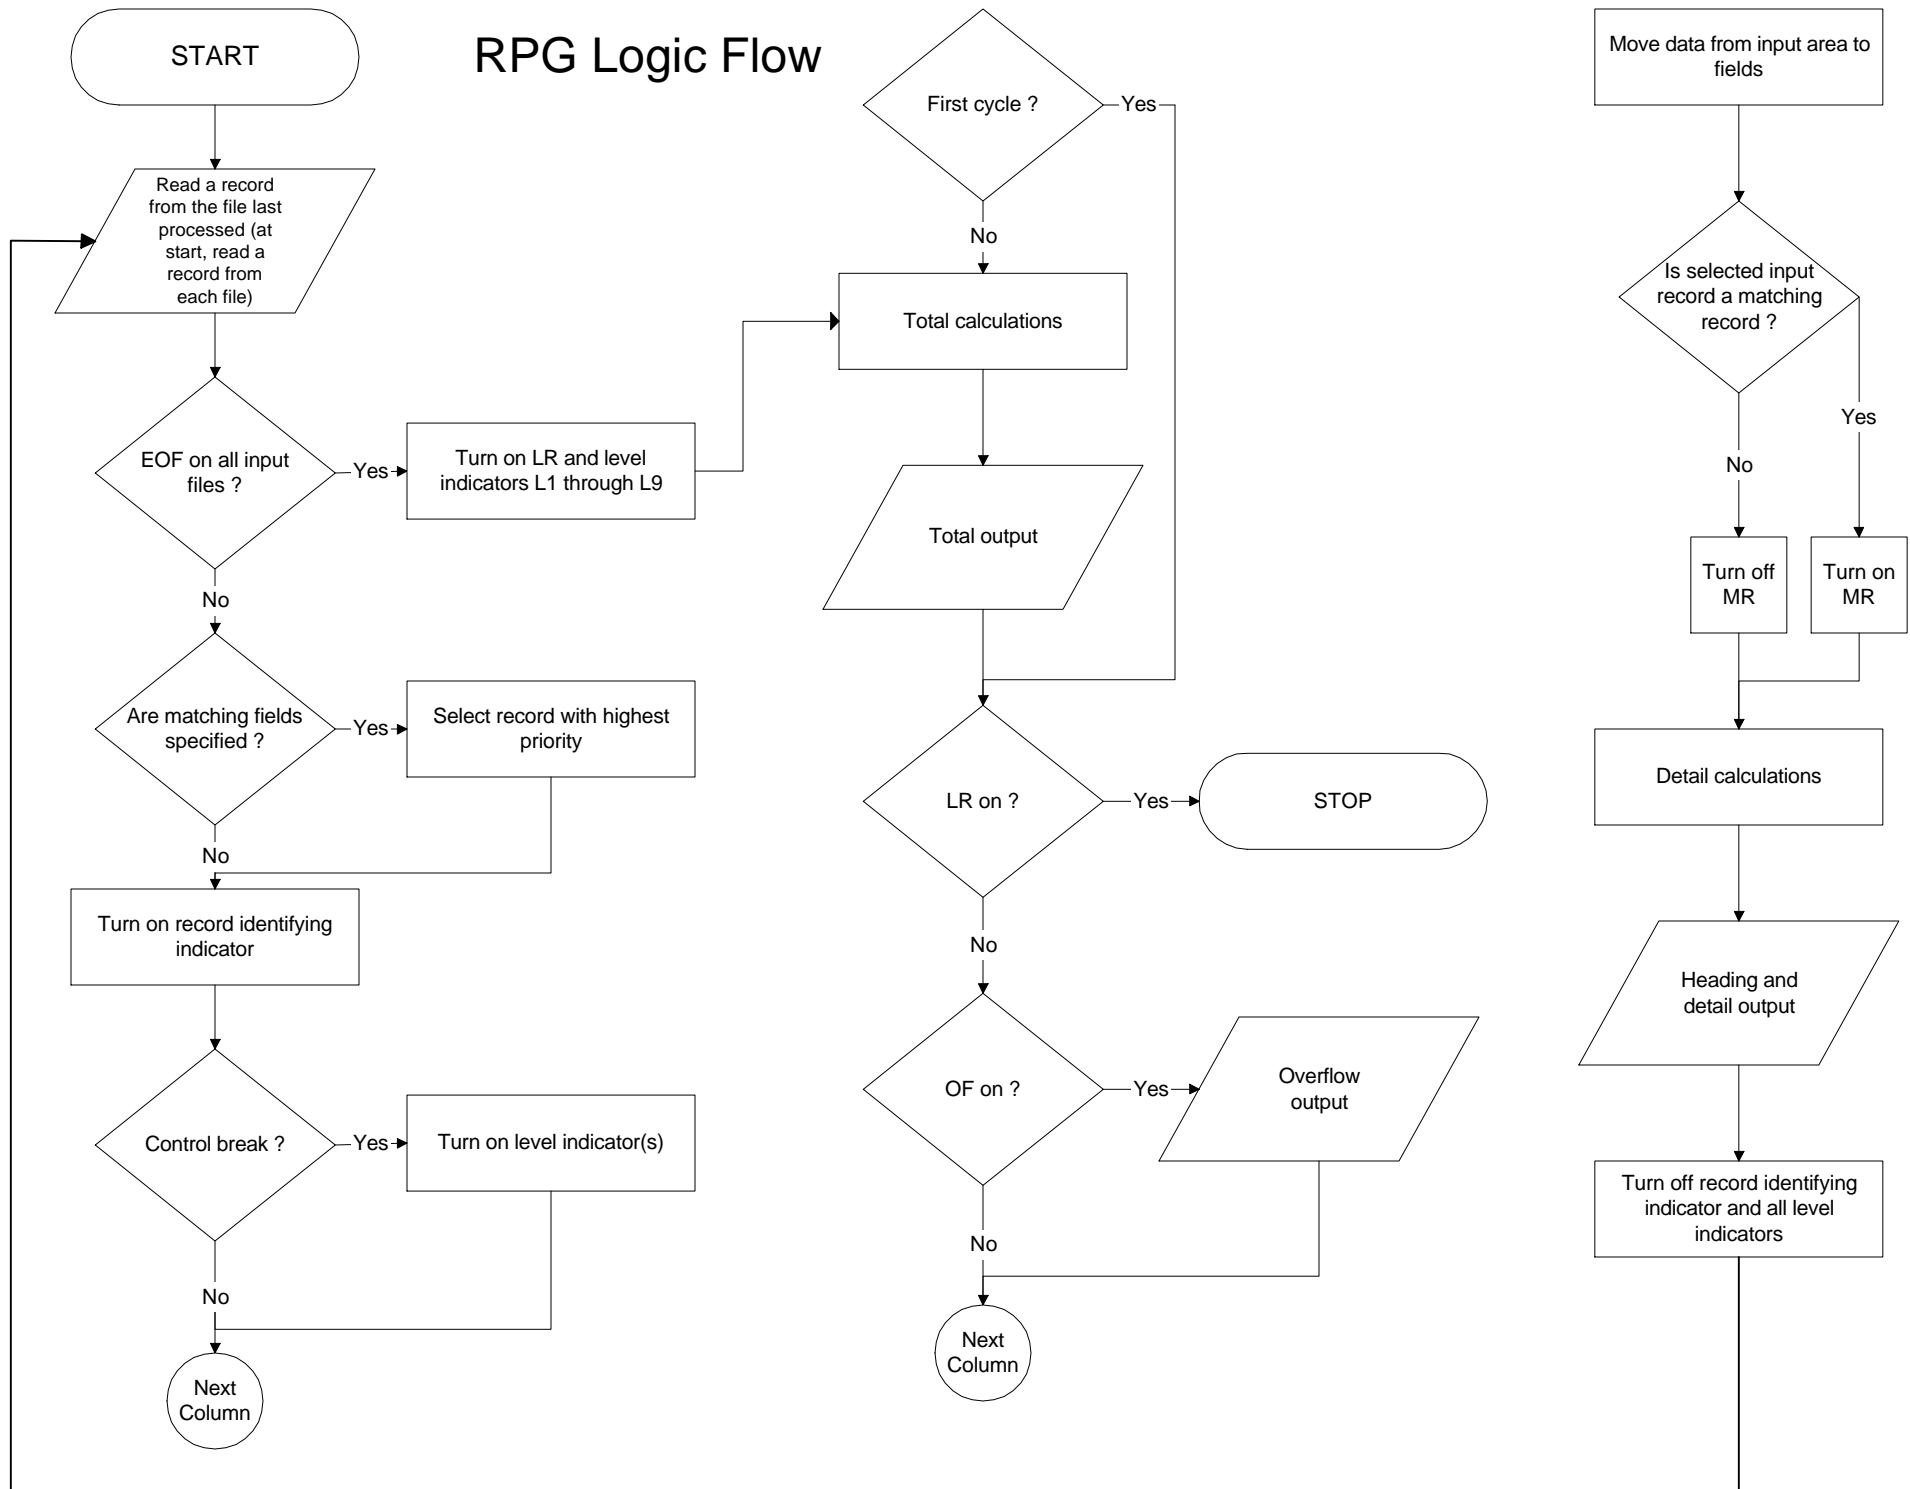 RPG Logic Flow
START
Read a record
from the file last
processed (at
start, read a
record from
each file)
EOF on all input
files ?
Yes
Turn on LR and level
indicators L1 through L9
No
Are matching fields
specified ?
Yes
Select record with highest
priority
No
Turn on record identifying
indicator
Control break ?
Yes
Turn on level indicator(s)
No
Next
Column
First cycle ?
Yes
No
Total calculations
Total output
LR on ?
Yes
STOP
No
OF on ?
Yes
Overflow
output
No
Next
Column
Move data from input area to
fields
Is selected input
record a matching
record ?
Yes
No
Turn off
MR
Turn on
MR
Detail calculations
Heading and
detail output
Turn off record identifying
indicator and all level
indicators